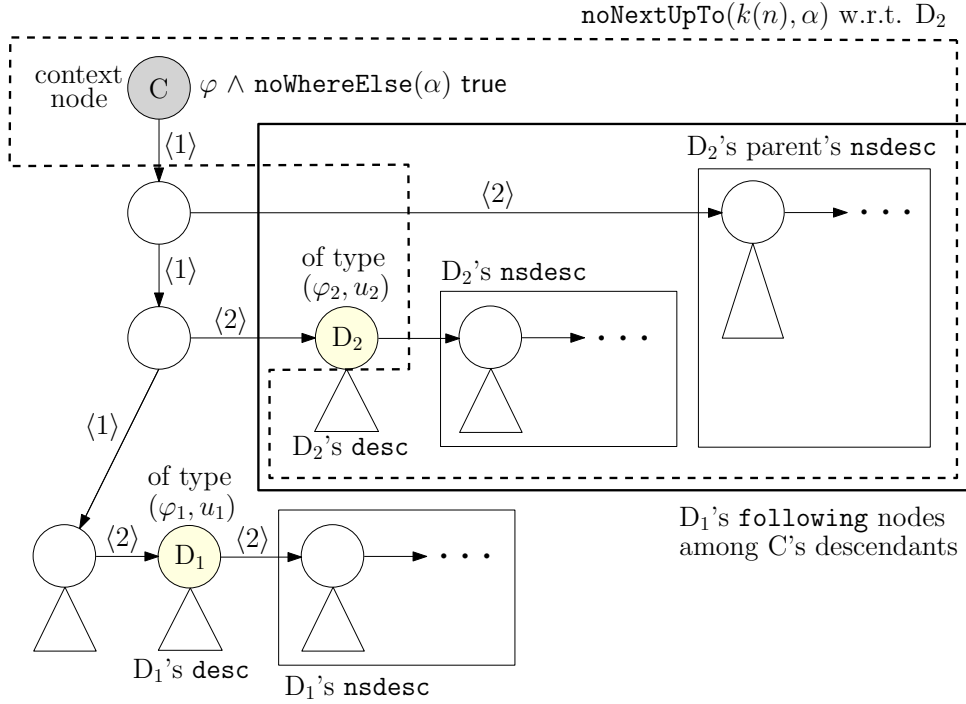 noNextUpTo(k(n), α) w.r.t. D₂
context
node
C
φ ∧ noWhereElse(α) true
⟨1⟩
D₂'s parent's nsdesc
⟨2⟩
· · ·
⟨1⟩
of type
(φ₂, u₂)
D₂'s nsdesc
⟨2⟩
D₂
· · ·
⟨1⟩
D₂'s desc
of type
(φ₁, u₁)
D₁'s following nodes
among C's descendants
⟨2⟩
D₁
⟨2⟩
· · ·
D₁'s desc
D₁'s nsdesc